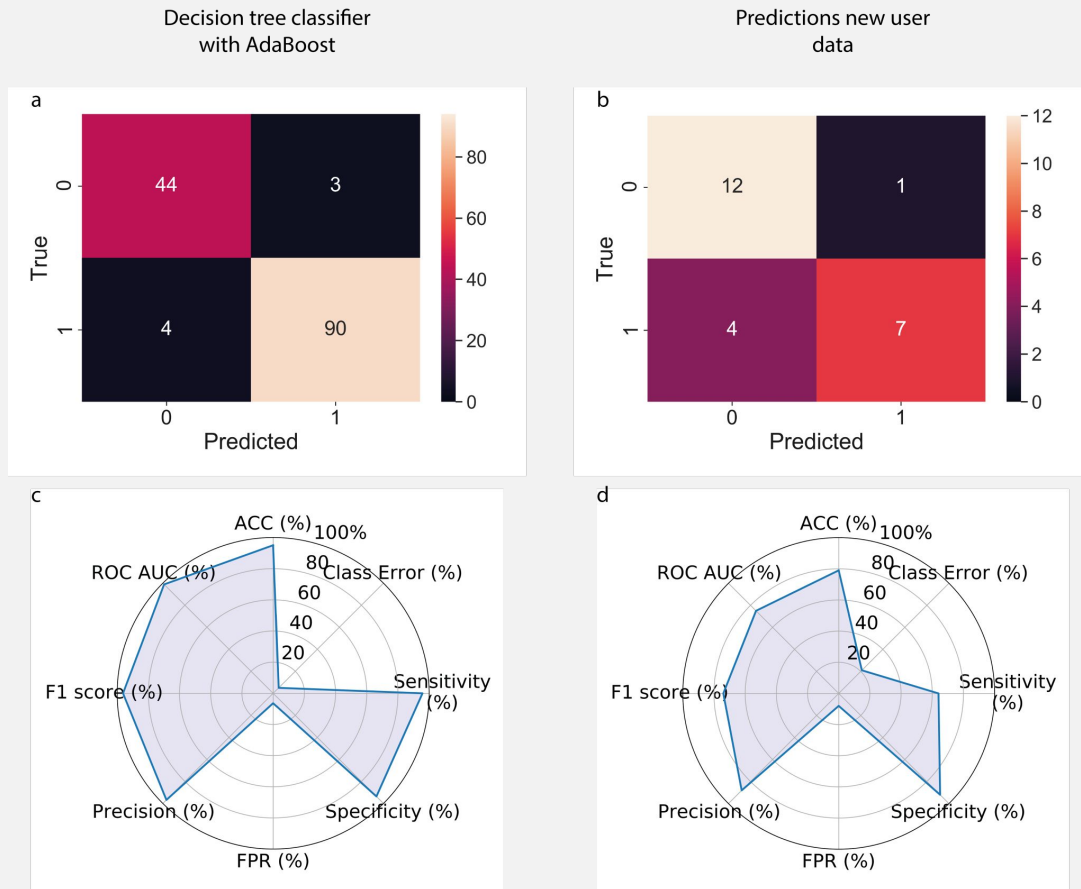 Decision tree classifier
with AdaBoost
Predictions new user
data
a
44
3
4
90
0
1
True
0
1
Predicted
80
60
40
20
0
b
12
1
4
7
0
1
True
0
1
Predicted
12
10
8
6
4
2
0
c
ACC (%)
100%
80
60
40
20
Class Error (%)
Sensitivity
(%)
Specificity (%)
FPR (%)
Precision (%)
F1 score (%)
ROC AUC (%)
d
ACC (%)
100%
80
60
40
20
Class Error (%)
Sensitivity
(%)
Specificity (%)
FPR (%)
Precision (%)
F1 score (%)
ROC AUC (%)